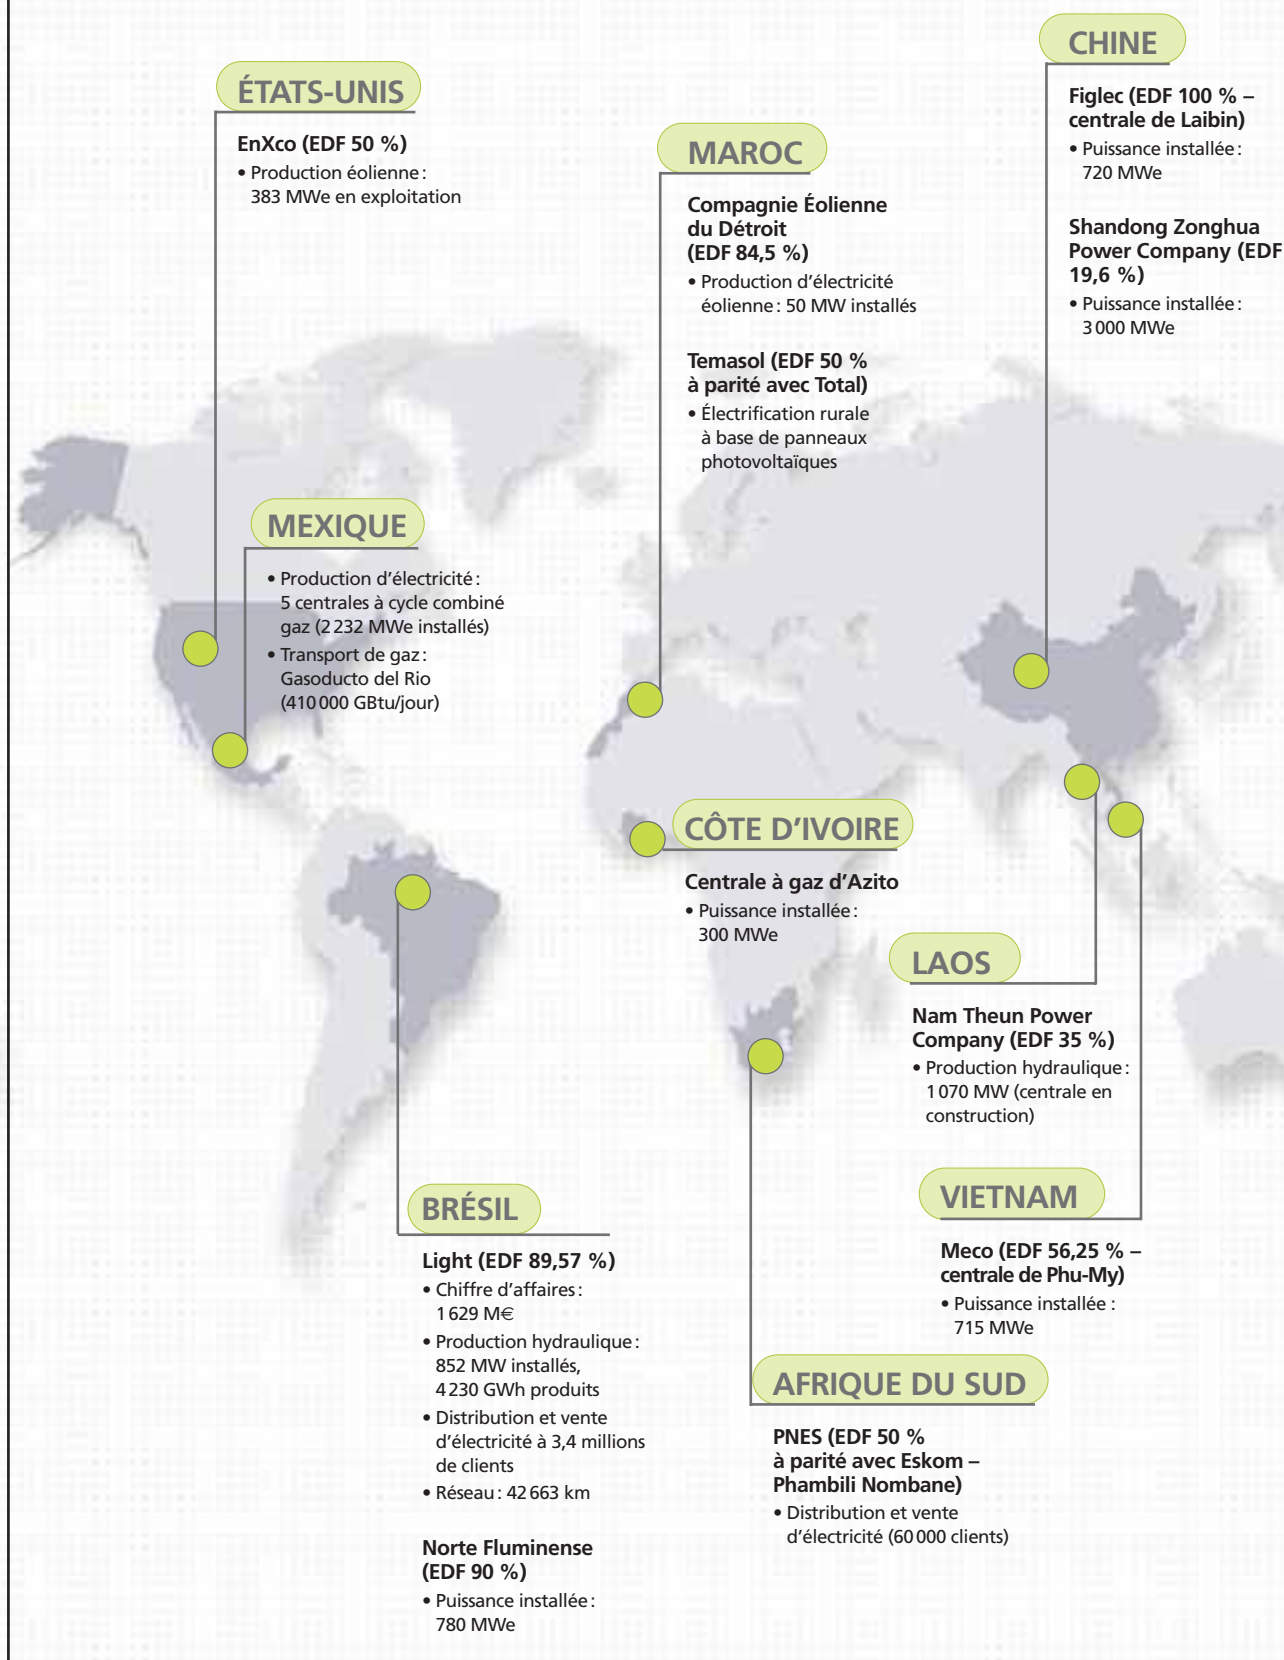 ÉTATS-UNIS
EnXco (EDF 50 %)
• Production éolienne :
383 MWe en exploitation
MEXIQUE
• Production d'électricité :
5 centrales à cycle combiné
gaz (2 232 MWe installés)
• Transport de gaz :
Gasoducto del Rio
(410 000 GBtu/jour)
BRÉSIL
Light (EDF 89,57 %)
• Chiffre d'affaires :
1 629 M€
• Production hydraulique :
852 MW installés,
4 230 GWh produits
• Distribution et vente
d'électricité à 3,4 millions
de clients
• Réseau : 42 663 km
Norte Fluminense
(EDF 90 %)
• Puissance installée :
780 MWe
MAROC
Compagnie Éolienne
du Détroit
(EDF 84,5 %)
• Production d'électricité
éolienne : 50 MW installés
Temasol (EDF 50 %
à parité avec Total)
• Électrification rurale
à base de panneaux
photovoltaïques
CÔTE D'IVOIRE
Centrale à gaz d'Azito
• Puissance installée :
300 MWe
AFRIQUE DU SUD
PNES (EDF 50 %
à parité avec Eskom –
Phambili Nombane)
• Distribution et vente
d'électricité (60 000 clients)
CHINE
Figlec (EDF 100 % –
centrale de Laibin)
• Puissance installée :
720 MWe
Shandong Zonghua
Power Company (EDF
19,6 %)
• Puissance installée :
3 000 MWe
LAOS
Nam Theun Power
Company (EDF 35 %)
• Production hydraulique :
1 070 MW (centrale en
construction)
VIETNAM
Meco (EDF 56,25 % –
centrale de Phu-My)
• Puissance installée :
715 MWe